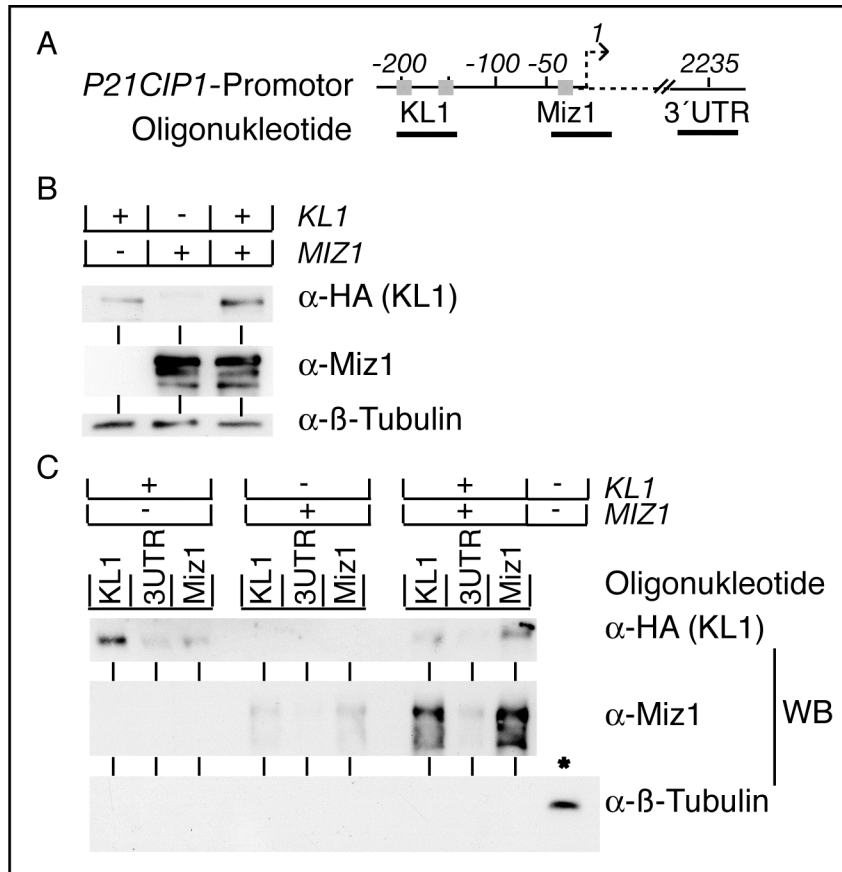 A
1
-200 -100 -50 2235
P21CIP1-Promotor
KL1 Miz1 3´UTR
Oligonukleotide
B
+ - + KL1
- + + MIZ1
α-HA (KL1)
α-Miz1
α-ß-Tubulin
C
+ - + - KL1
- + + - MIZ1
KL1 3UTR Miz1 KL1 3UTR Miz1 KL1 3UTR Miz1
Oligonukleotide
α-HA (KL1)
α-Miz1 WB
*
α-ß-Tubulin